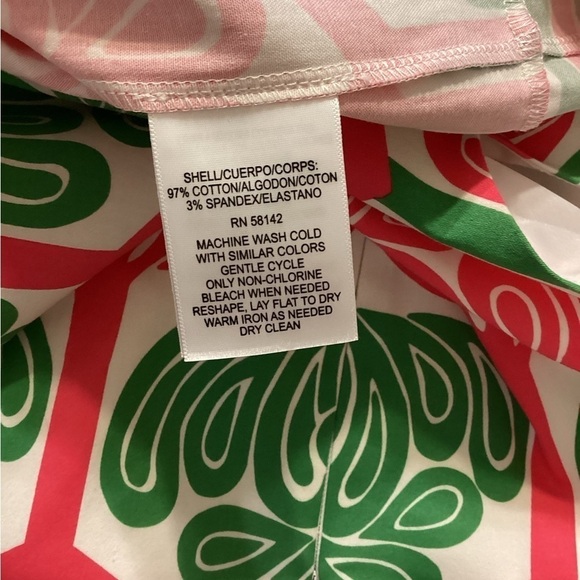 SHELL/CUERPO/CORPS:
97% COTTON/ALGODON/COTON
3% SPANDEX/ELASTANO
RN 58142
MACHINE WASH COLD
WITH SIMILAR COLORS
GENTLE CYCLE
ONLY NON-CHLORINE
BLEACH WHEN NEEDED
RESHAPE, LAY FLAT TO DRY
WARM IRON AS NEEDED
DRY CLEAN